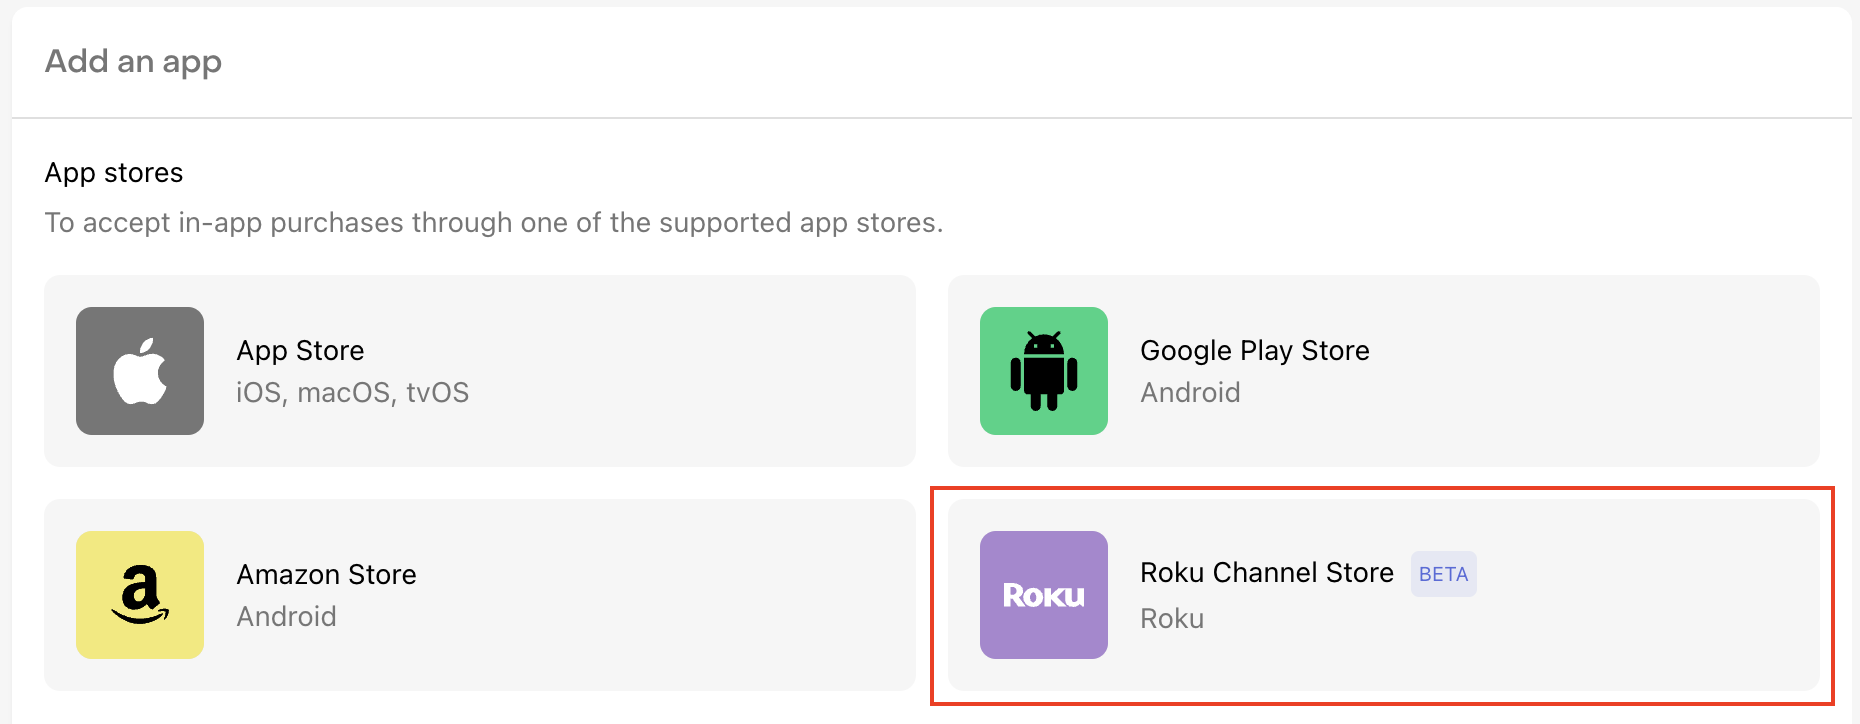 Add an app
App stores
To accept in-app purchases through one of the supported app stores.
App Store
iOS, macOS, tvOS
Google Play Store
Android
a
Amazon Store
Android
Roku
Roku Channel Store BETA
Roku